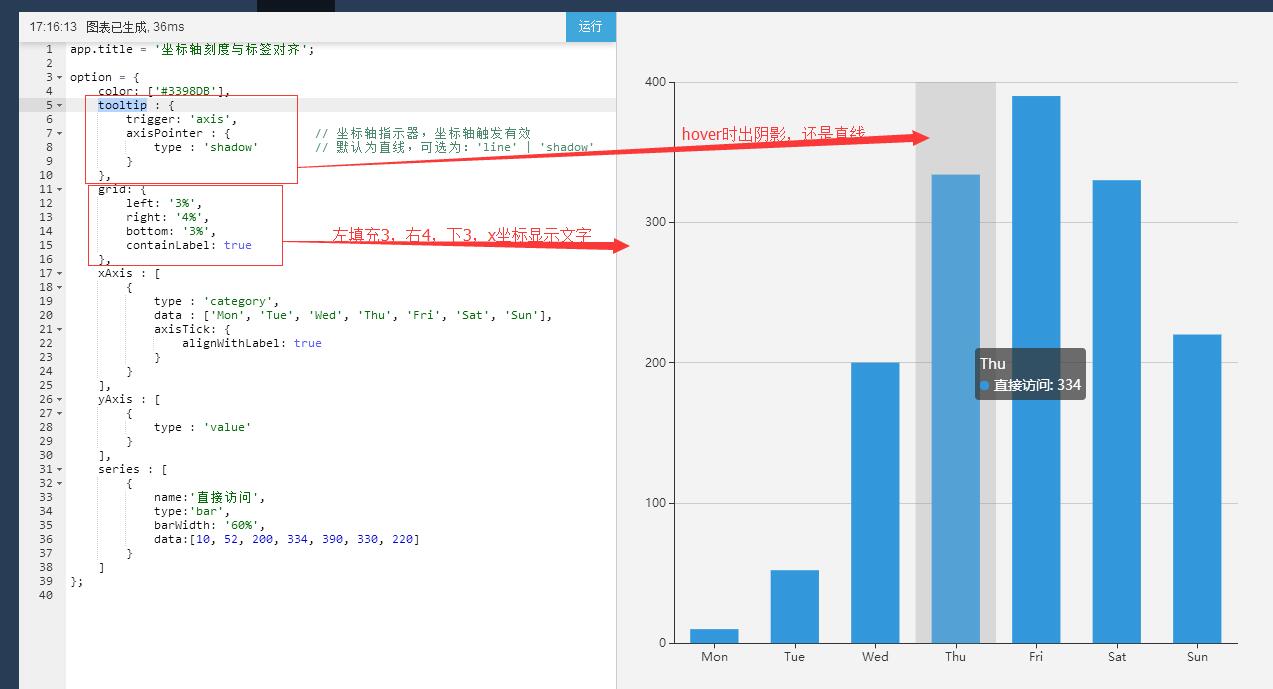 17:16:13 图表已生成, 36ms
运行
1 app.title = '坐标轴刻度与标签对齐';
2
3 option = {
4 color: ['#3398DB'],
5 tooltip : {
6 trigger: 'axis',
7 axisPointer : { // 坐标轴指示器，坐标轴触发有效
8 type : 'shadow' // 默认为直线，可选为：'line' | 'shadow'
9 }
10 },
11 grid: {
12 left: '3%',
13 right: '4%',
14 bottom: '3%',
15 containLabel: true
16 },
17 xAxis : [
18 {
19 type : 'category',
20 data : ['Mon', 'Tue', 'Wed', 'Thu', 'Fri', 'Sat', 'Sun'],
21 axisTick: {
22 alignWithLabel: true
23 }
24 }
25 ],
26 yAxis : [
27 {
28 type : 'value'
29 }
30 ],
31 series : [
32 {
33 name:'直接访问',
34 type:'bar',
35 barWidth: '60%',
36 data:[10, 52, 200, 334, 390, 330, 220]
37 }
38 ]
39 };
40
hover时出阴影，还是直线
左填充3，右4，下3，x坐标显示文字
400
300
200
100
0
Thu
直接访问: 334
Mon Tue Wed Thu Fri Sat Sun